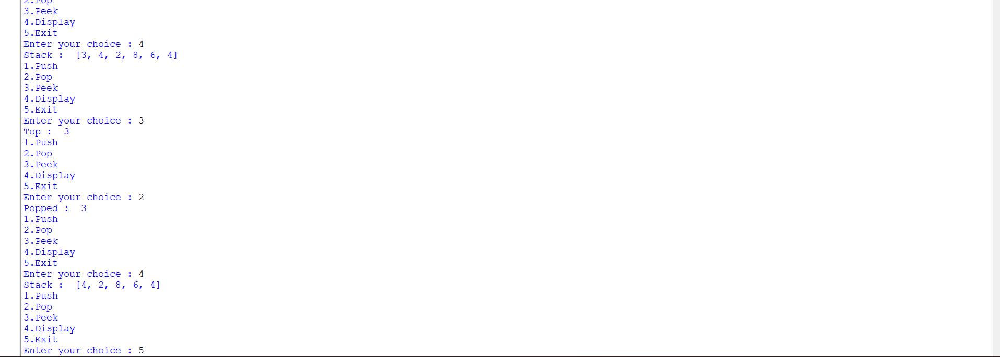 2.Pop
3.Peek
4.Display
5.Exit
Enter your choice : 4
Stack :  [3, 4, 2, 8, 6, 4]
1.Push
2.Pop
3.Peek
4.Display
5.Exit
Enter your choice : 3
Top :  3
1.Push
2.Pop
3.Peek
4.Display
5.Exit
Enter your choice : 2
Popped :  3
1.Push
2.Pop
3.Peek
4.Display
5.Exit
Enter your choice : 4
Stack :  [4, 2, 8, 6, 4]
1.Push
2.Pop
3.Peek
4.Display
5.Exit
Enter your choice : 5